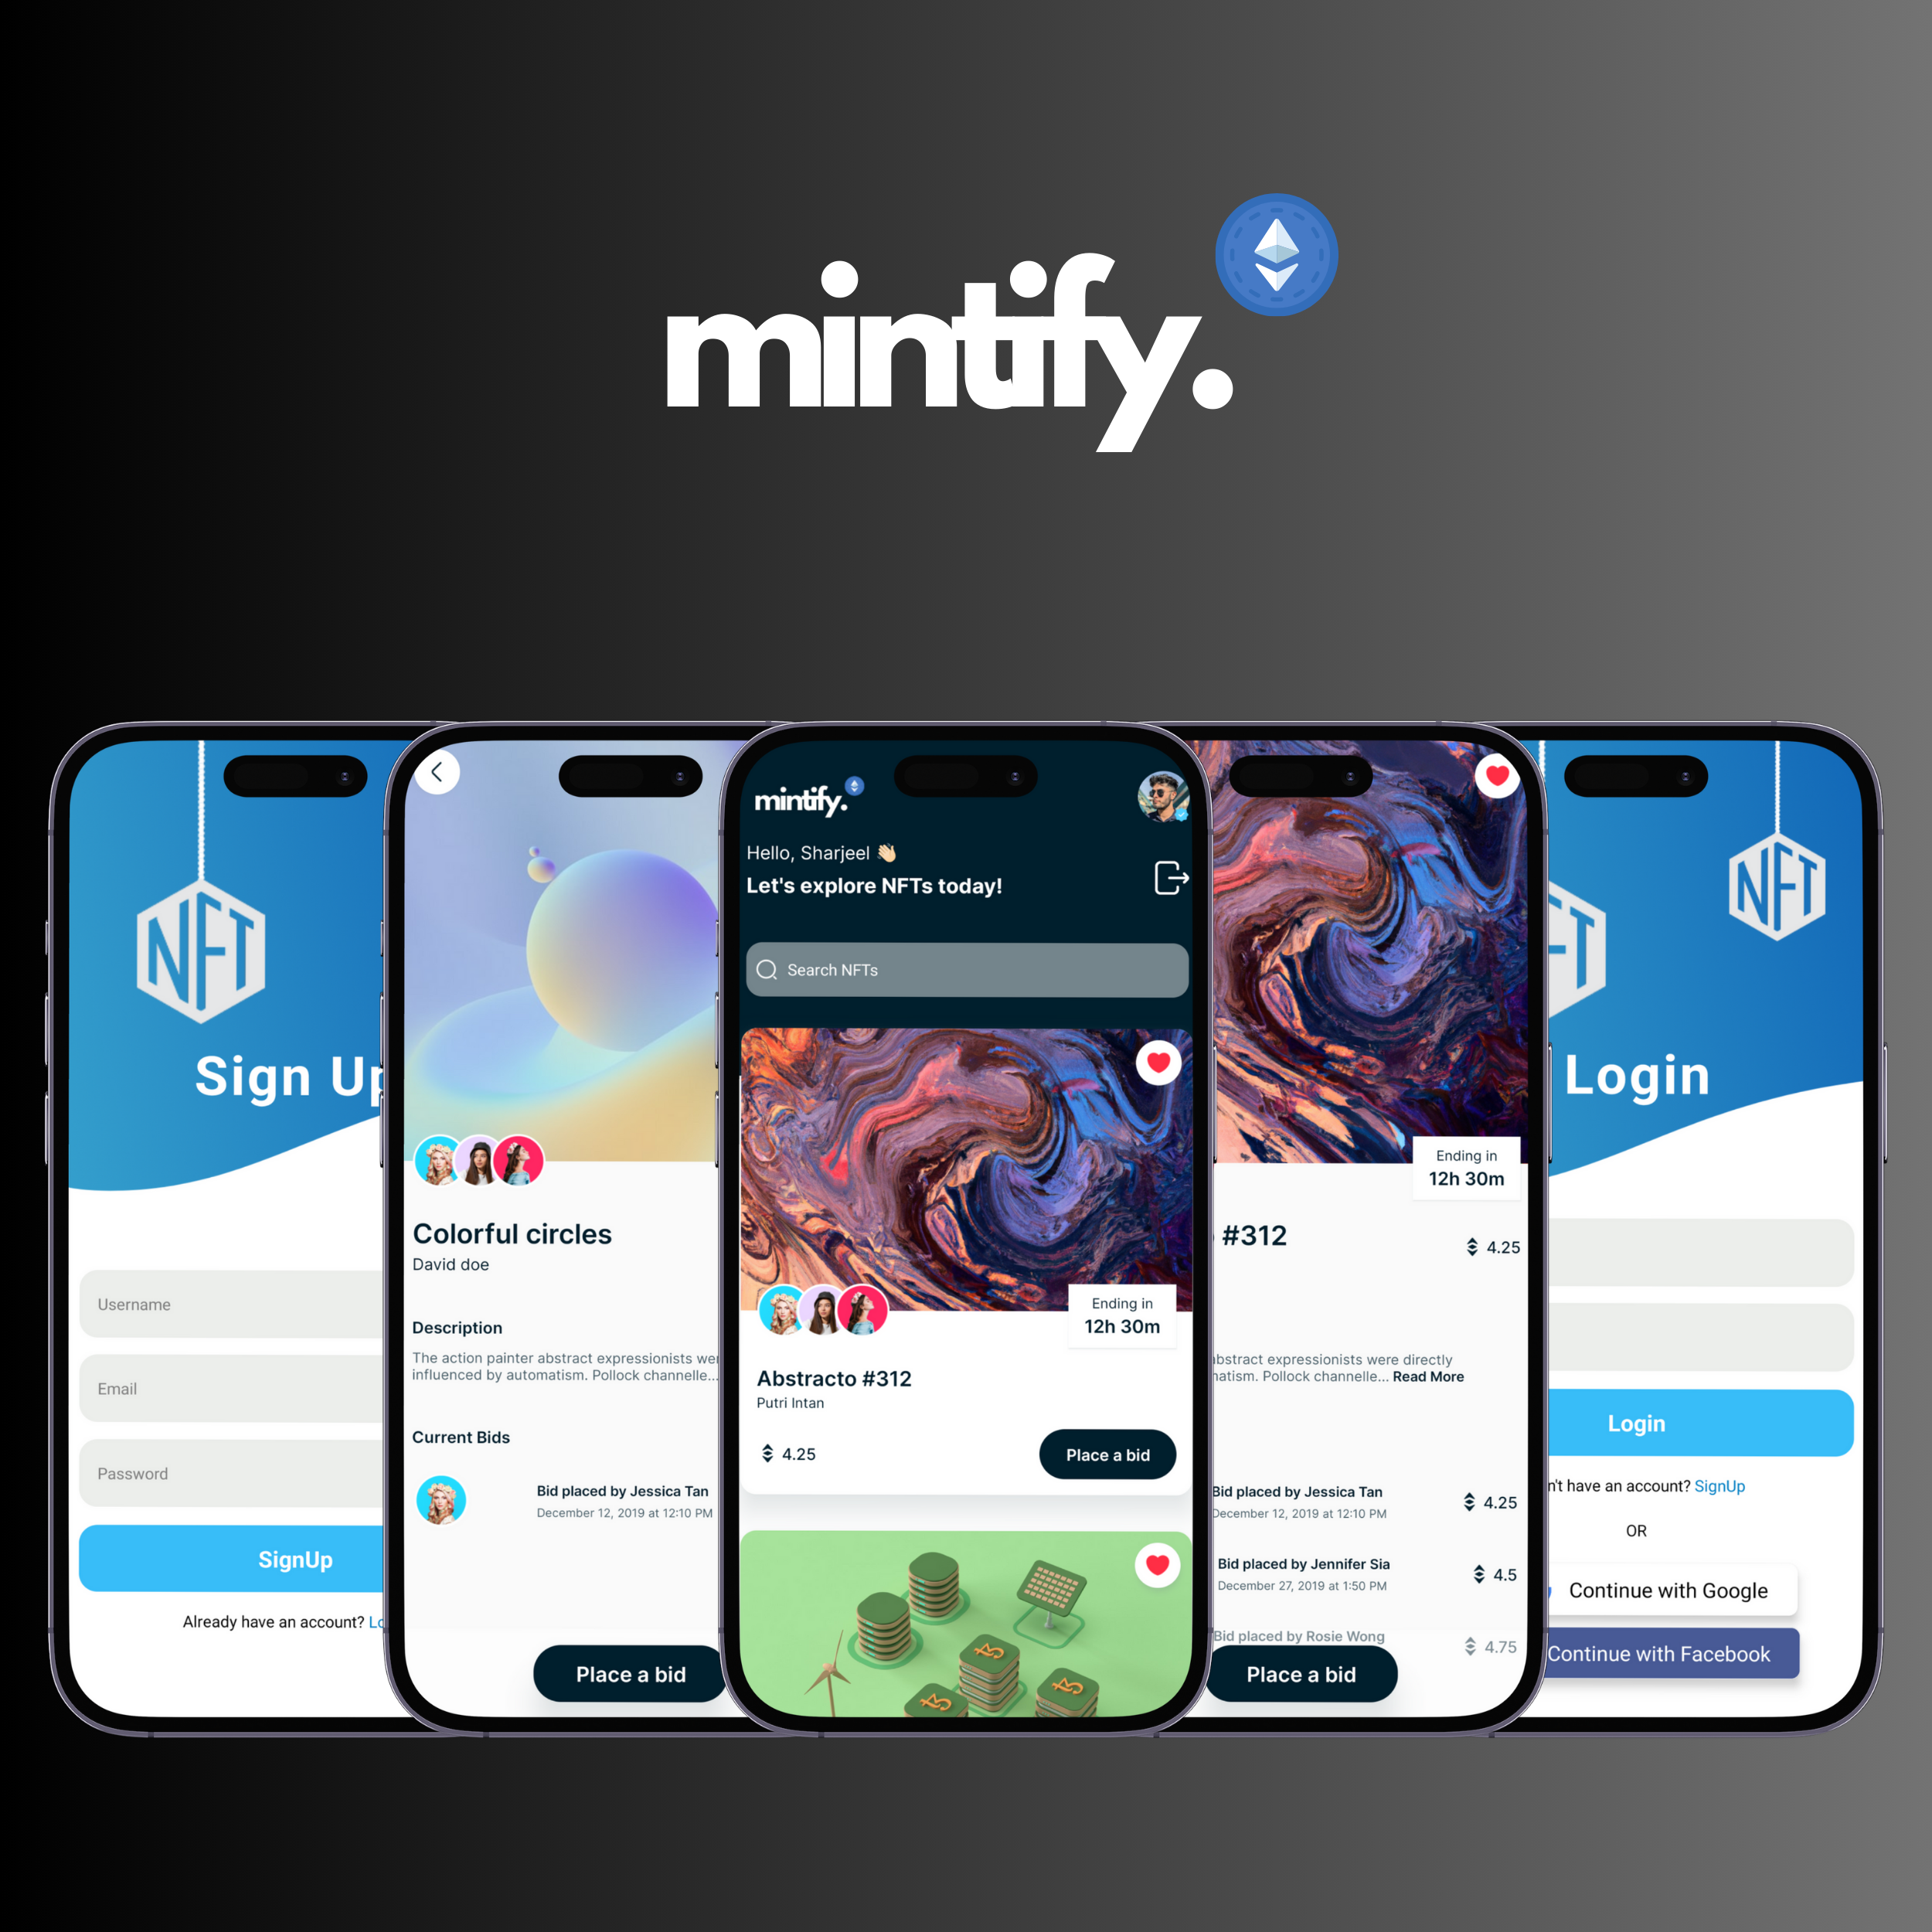 mintify.
NFT
Sign Up
Username
Email
Password
SignUp
Already have an account?
Colorful circles
David doe
Description
The action painter abstract expressionists
influenced by automatism. Pollock channelle...
Current Bids
Bid placed by Jessica Tan
December 12, 2019 at 12:10 PM
Place a bid
mintify.
Hello, Sharjeel 👋🏻
Let's explore NFTs today!
Search NFTs
Ending in
12h 30m
Abstracto #312
Putri Intan
4.25
Place a bid
Ending in
12h 30m
#312
4.25
abstract expressionists were directly
Pollock channelle... Read More
Bid placed by Jessica Tan
4.25
December 12, 2019 at 12:10 PM
Bid placed by Jennifer Sia
4.5
December 27, 2019 at 1:50 PM
Bid placed by Rosie Wong
4.75
Place a bid
NFT
Login
Login
have an account? SignUp
OR
Continue with Google
Continue with Facebook